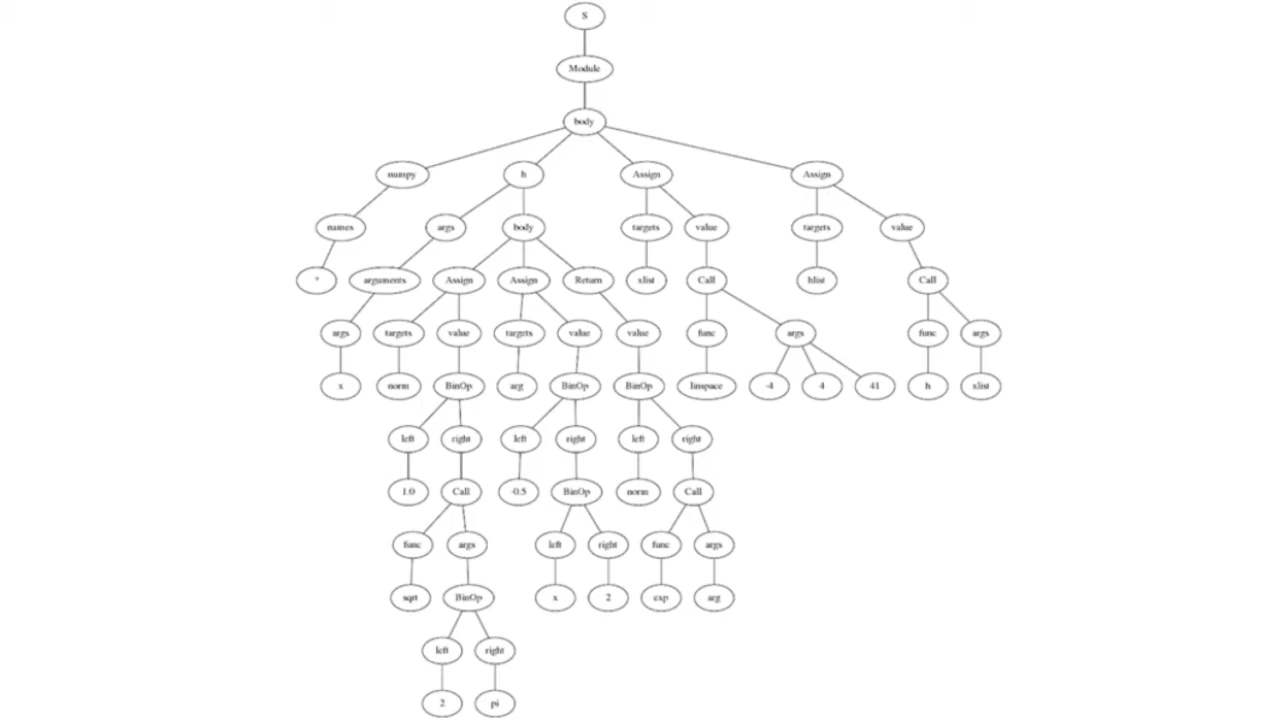 S
Module
body
numpy h Assign Assign
names args body targets value targets value
* arguments Assign Assign Return xlist Call hlist Call
args targets value targets value value func args func args
x norm BinOp arg BinOp BinOp linspace -4 4 41 h xlist
left right left right left right
1.0 Call -0.5 BinOp norm Call
func args left right func args
sqrt BinOp x 2 exp arg
left right
2 pi